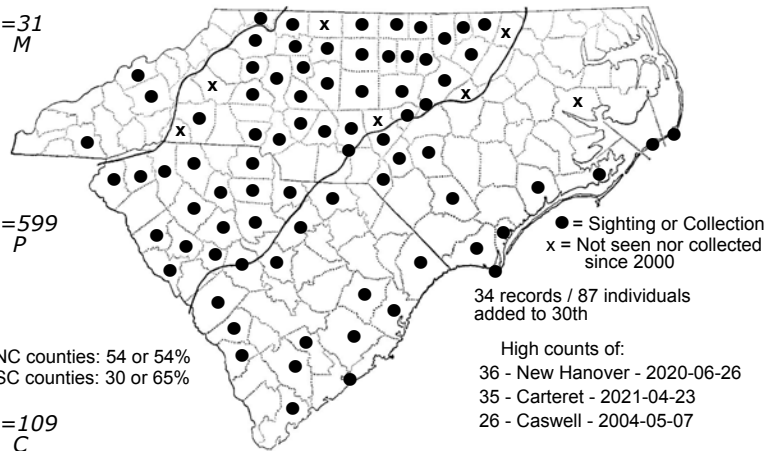 =31
M
=599
P
=109
C
x
x
x
x
x
x
x
● = Sighting or Collection
x = Not seen nor collected
since 2000
34 records / 87 individuals
added to 30th
NC counties: 54 or 54%
SC counties: 30 or 65%
High counts of:
36 - New Hanover - 2020-06-26
35 - Carteret - 2021-04-23
26 - Caswell - 2004-05-07